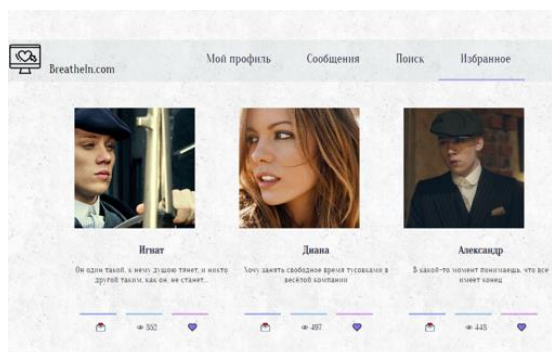 BreatheIn.com
Мой профиль Сообщения Поиск Избранное
Игнат Диана Александр
Он один такой, к нему душою тянет, и никто Хочу занять свободное время тусовками в В какой-то момент понимаешь, что все
другой таким, как он, не станет... весёлой компании имеет конец
552 497 448